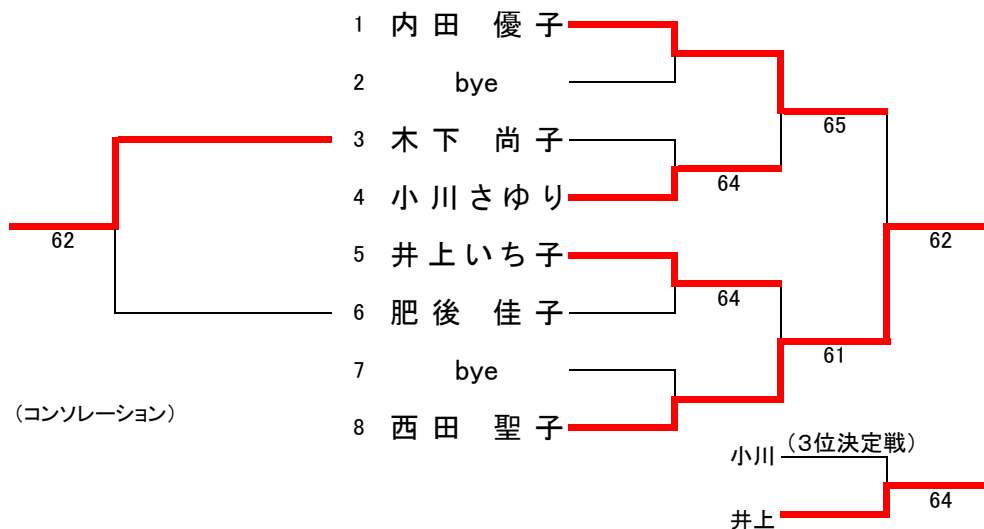 1 内田 優子
2 bye
65
3 木下 尚子
64
4 小川さゆり
62
62
5 井上いち子
64
6 肥後 佳子
61
7 bye
(コンソレーション)
8 西田 聖子
小川 (3位決定戦)
64
井上